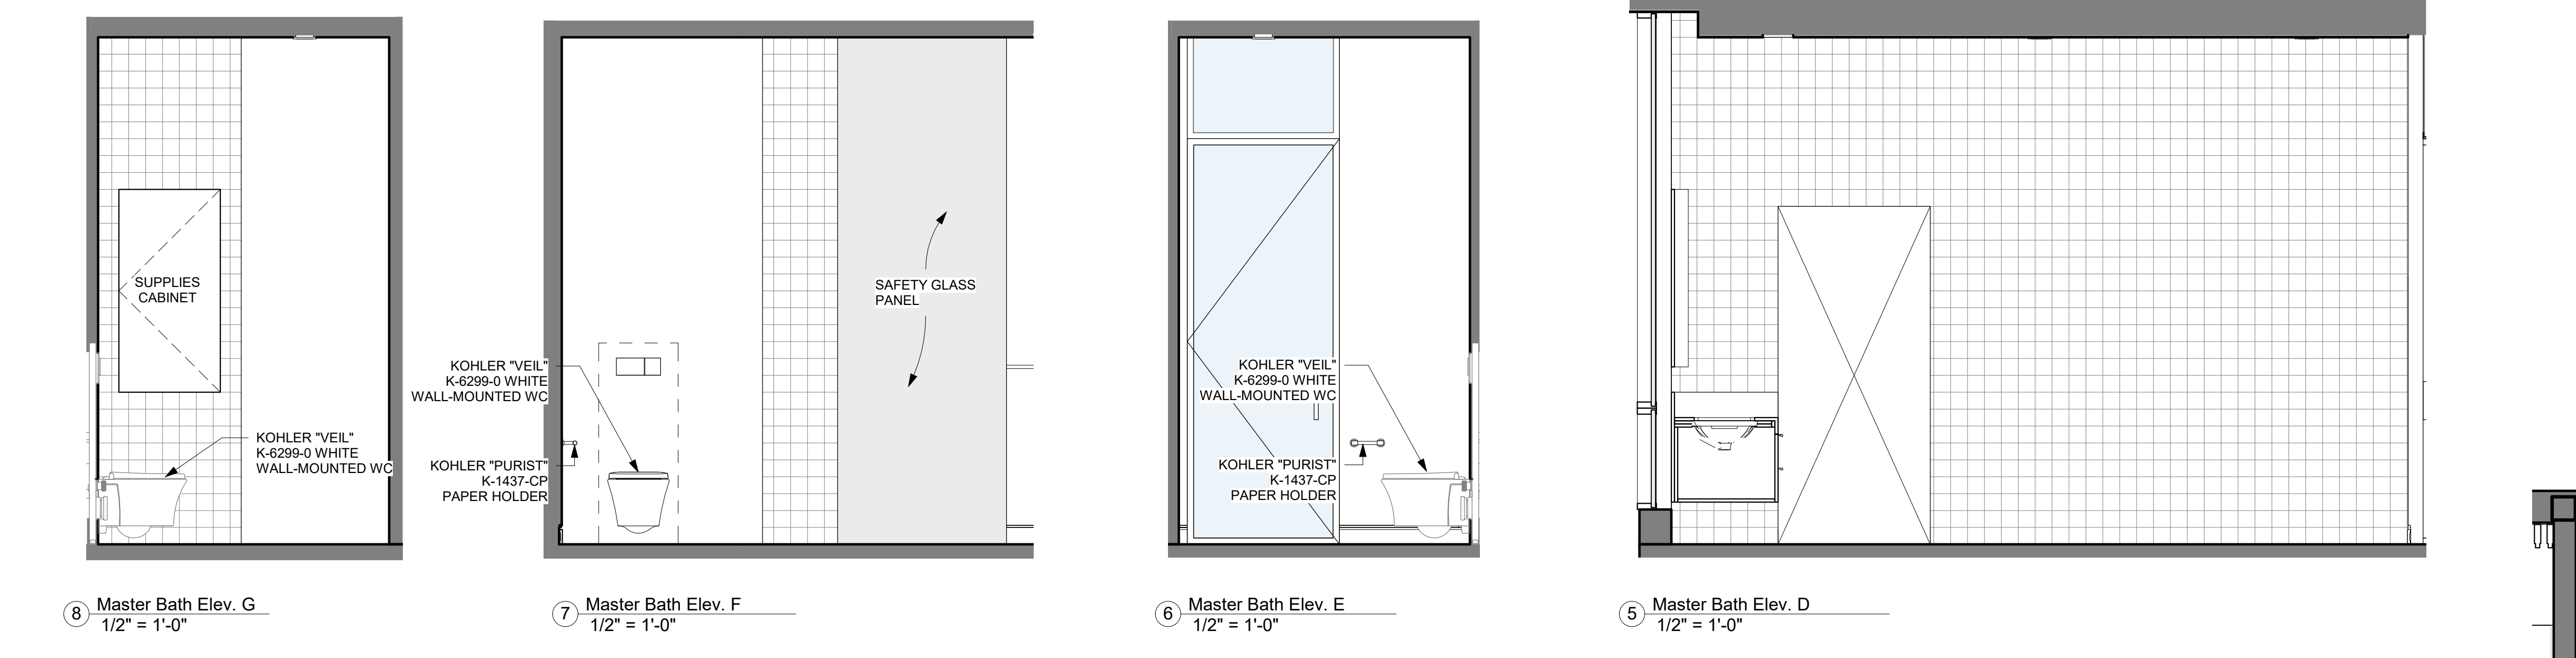 SUPPLIES
CABINET
KOHLER "VEIL"
K-6299-0 WHITE
WALL-MOUNTED WC
8
Master Bath Elev. G
1/2" = 1'-0"
SAFETY GLASS
PANEL
KOHLER "VEIL"
K-6299-0 WHITE
WALL-MOUNTED WC
KOHLER "PURIST"
K-1437-CP
PAPER HOLDER
7
Master Bath Elev. F
1/2" = 1'-0"
KOHLER "VEIL"
K-6299-0 WHITE
WALL-MOUNTED WC
KOHLER "PURIST"
K-1437-CP
PAPER HOLDER
6
Master Bath Elev. E
1/2" = 1'-0"
5
Master Bath Elev. D
1/2" = 1'-0"